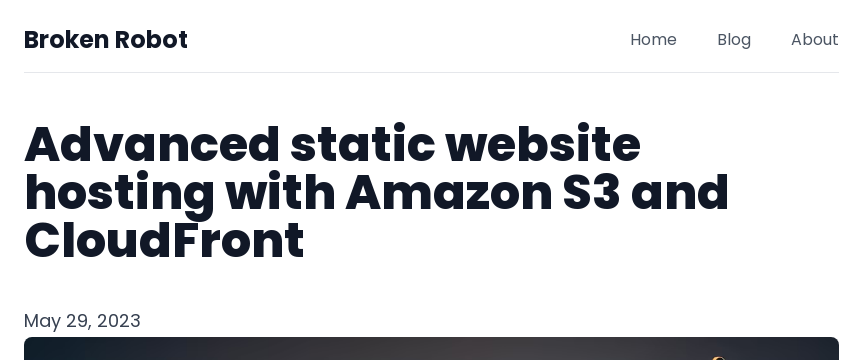 Broken Robot
Home Blog About
Advanced static website
hosting with Amazon S3 and
CloudFront
May 29, 2023